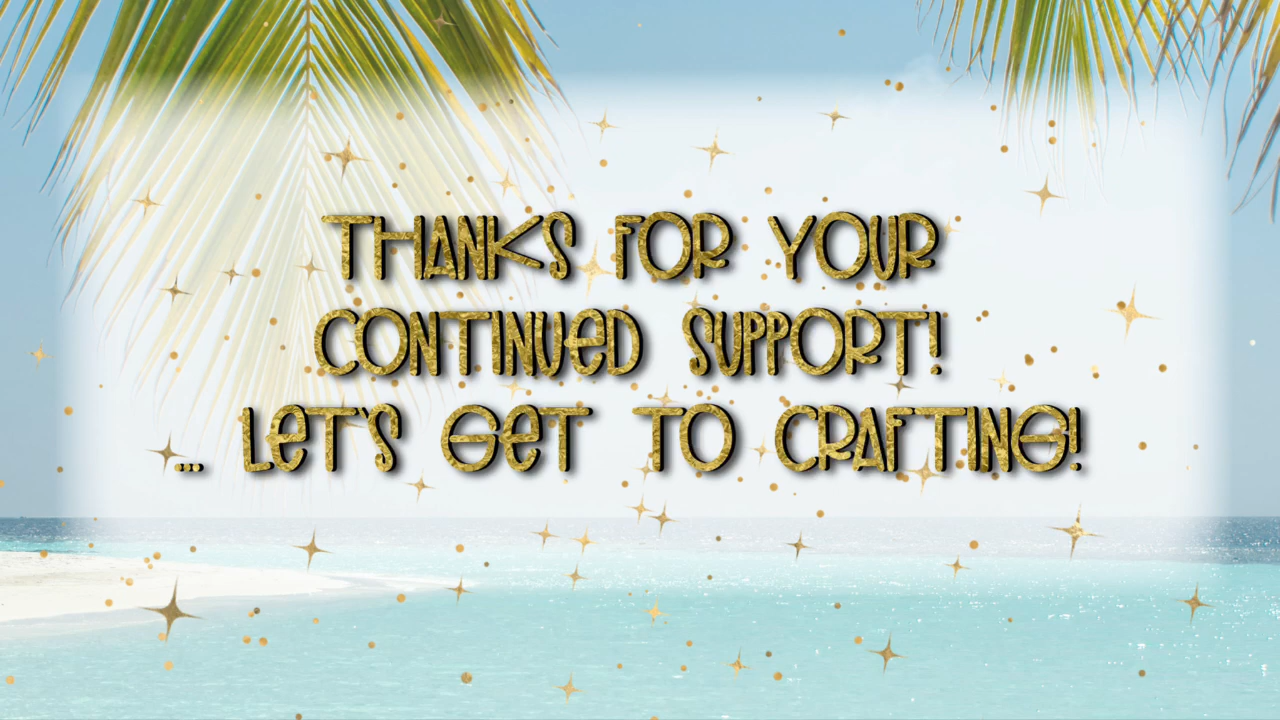 THANKS FOR YOUR
CONTINUED SUPPORT!
... LET'S GET TO CRAFTING!